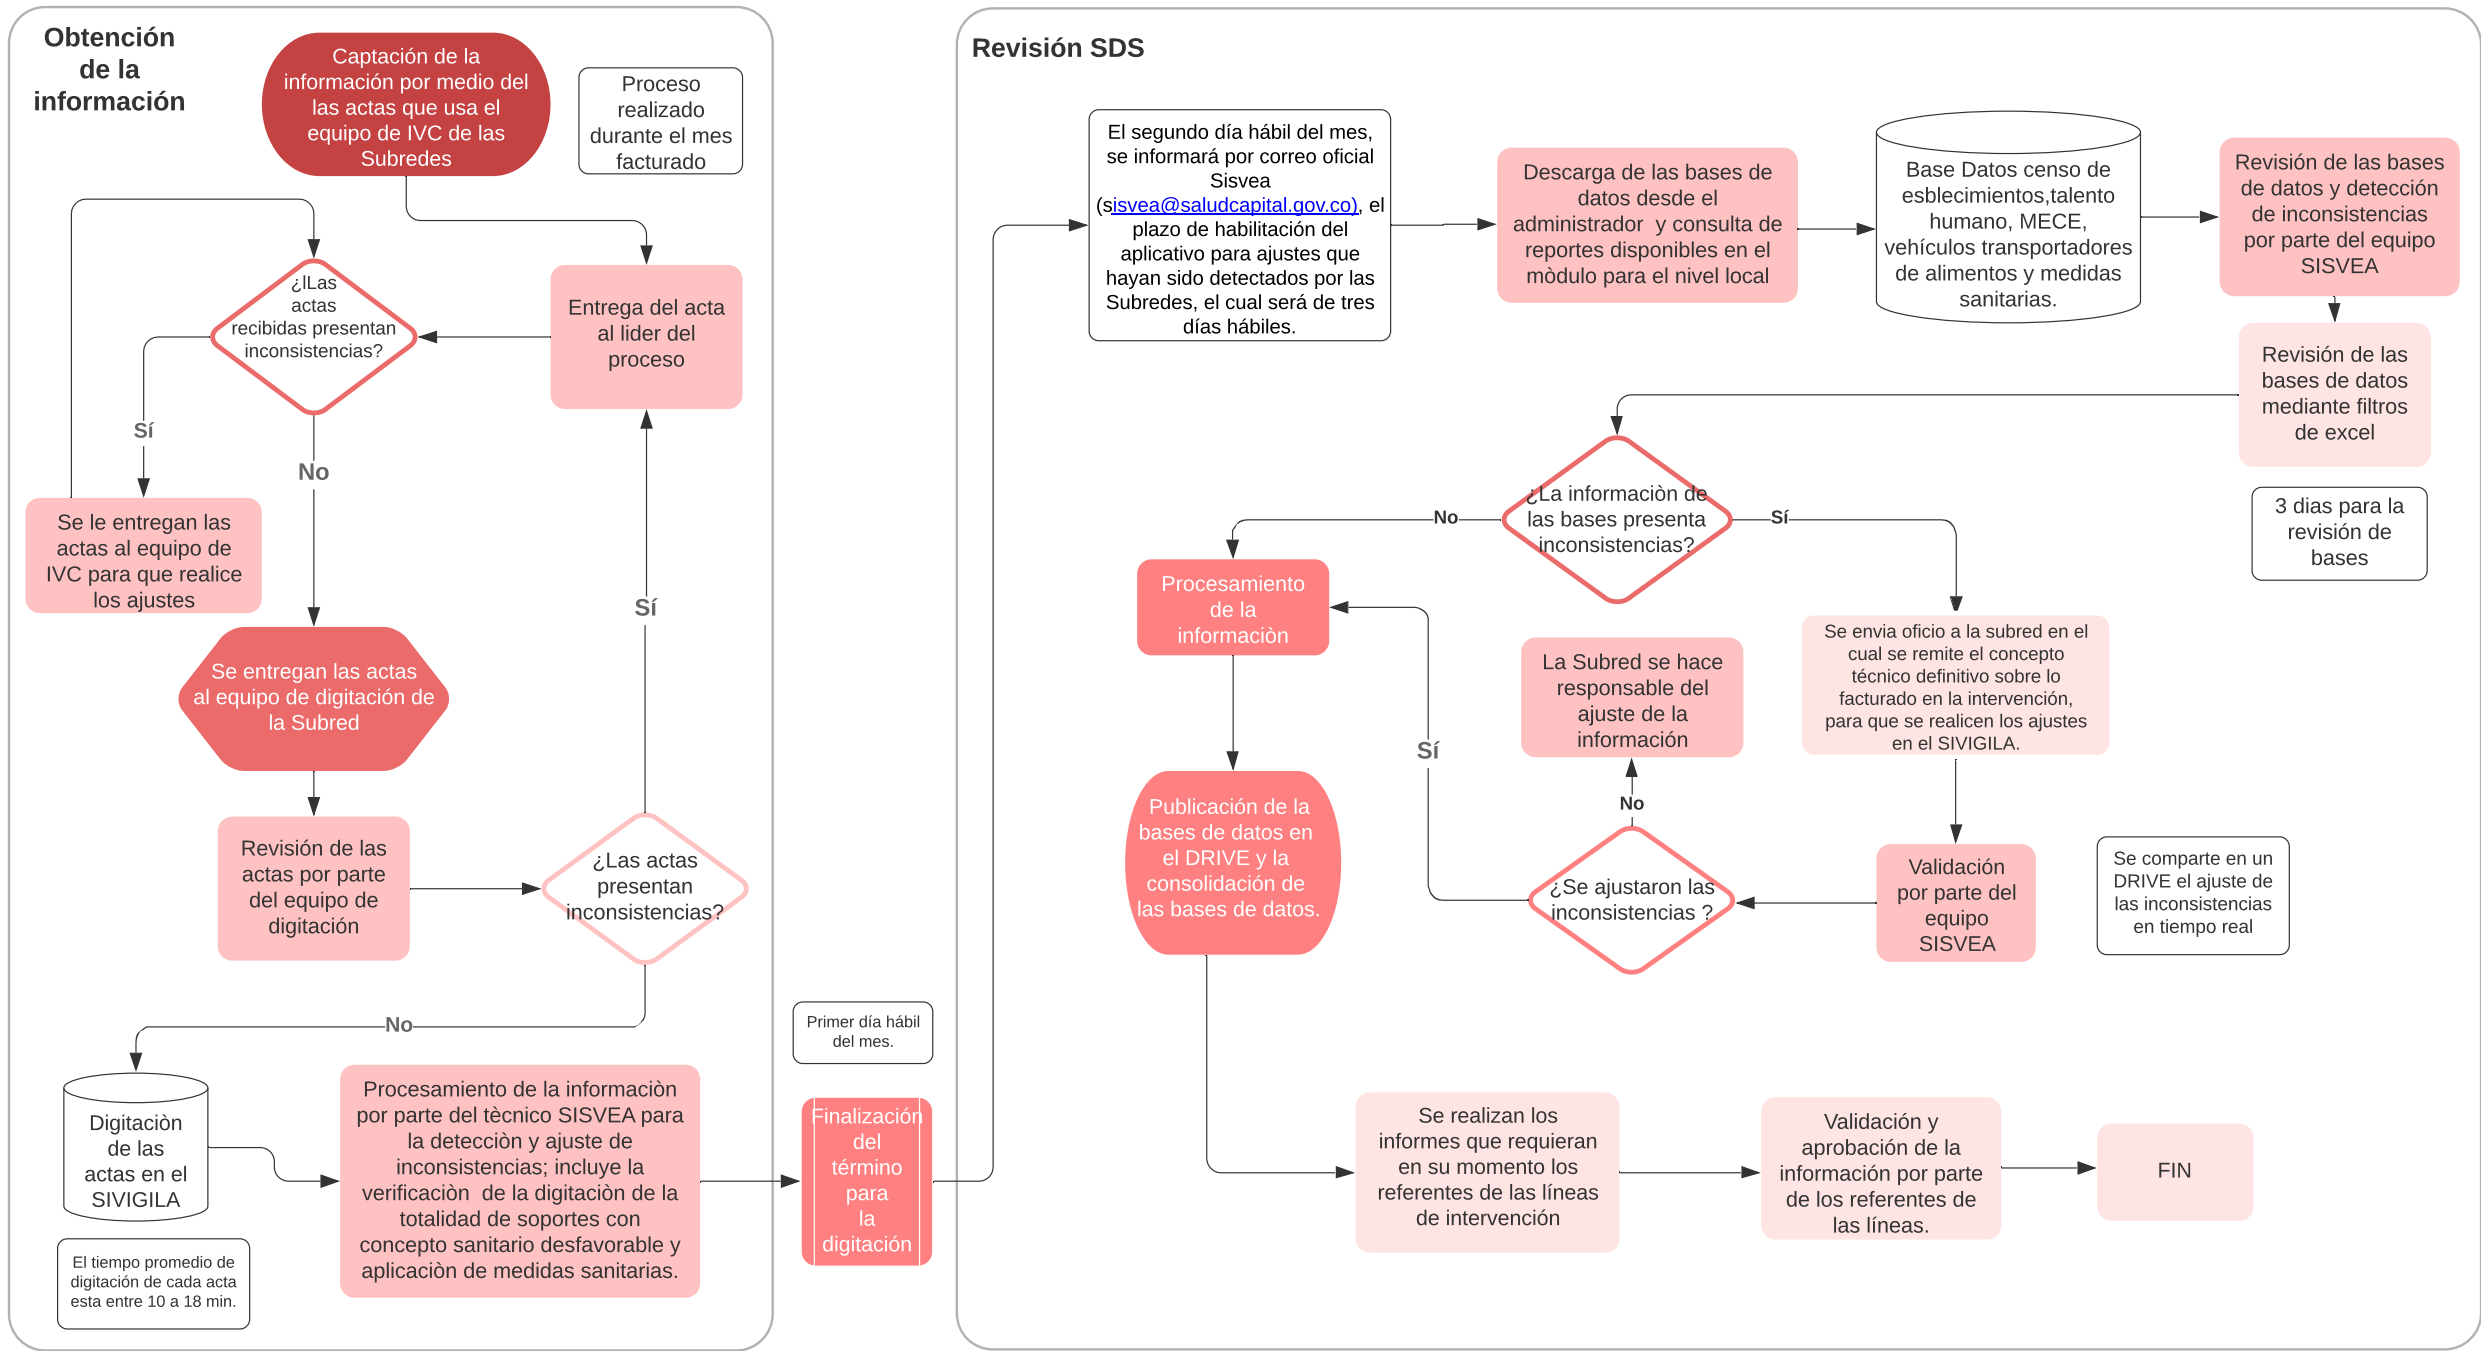 Obtención
de la
información
Captación de la
información por medio del
las actas que usa el
equipo de IVC de las
Subredes
Proceso
realizado
durante el mes
facturado
¿lLas
actas
recibidas presentan
inconsistencias?
Entrega del acta
al lider del
proceso
Sí
No
Se le entregan las
actas al equipo de
IVC para que realice
los ajustes
Sí
Se entregan las actas
al equipo de digitación de
la Subred
Revisión de las
actas por parte
del equipo de
digitación
¿Las actas
presentan
inconsistencias?
No
Digitaciòn
de las
actas en el
SIVIGILA
El tiempo promedio de
digitación de cada acta
esta entre 10 a 18 min.
Procesamiento de la informaciòn
por parte del tècnico SISVEA para
la detecciòn y ajuste de
inconsistencias; incluye la
verificaciòn  de la digitaciòn de la
totalidad de soportes con
concepto sanitario desfavorable y
aplicaciòn de medidas sanitarias.
Primer día hábil
del mes.
Finalización
del
término
para
la
digitación
Revisión SDS
El segundo día hábil del mes,
se informará por correo oficial
Sisvea
(sisvea@saludcapital.gov.co), el
plazo de habilitación del
aplicativo para ajustes que
hayan sido detectados por las
Subredes, el cual será de tres
días hábiles.
Descarga de las bases de
datos desde el
administrador  y consulta de
reportes disponibles en el
mòdulo para el nivel local
Base Datos censo de
esblecimientos,talento
humano, MECE,
vehículos transportadores
de alimentos y medidas
sanitarias.
Revisión de las bases
de datos y detección
de inconsistencias
por parte del equipo
SISVEA
Revisión de las
bases de datos
mediante filtros
de excel
3 dias para la
revisión de
bases
¿La informaciòn de
las bases presenta
inconsistencias?
No
Sí
Procesamiento
de la
informaciòn
La Subred se hace
responsable del
ajuste de la
información
Se envia oficio a la subred en el
cual se remite el concepto
técnico definitivo sobre lo
facturado en la intervención,
para que se realicen los ajustes
en el SIVIGILA.
Sí
No
Publicación de la
bases de datos en
el DRIVE y la
consolidación de
las bases de datos.
¿Se ajustaron las
inconsistencias ?
Validación
por parte del
equipo
SISVEA
Se comparte en un
DRIVE el ajuste de
las inconsistencias
en tiempo real
Se realizan los
informes que requieran
en su momento los
referentes de las líneas
de intervención
Validación y
aprobación de la
información por parte
de los referentes de
las líneas.
FIN